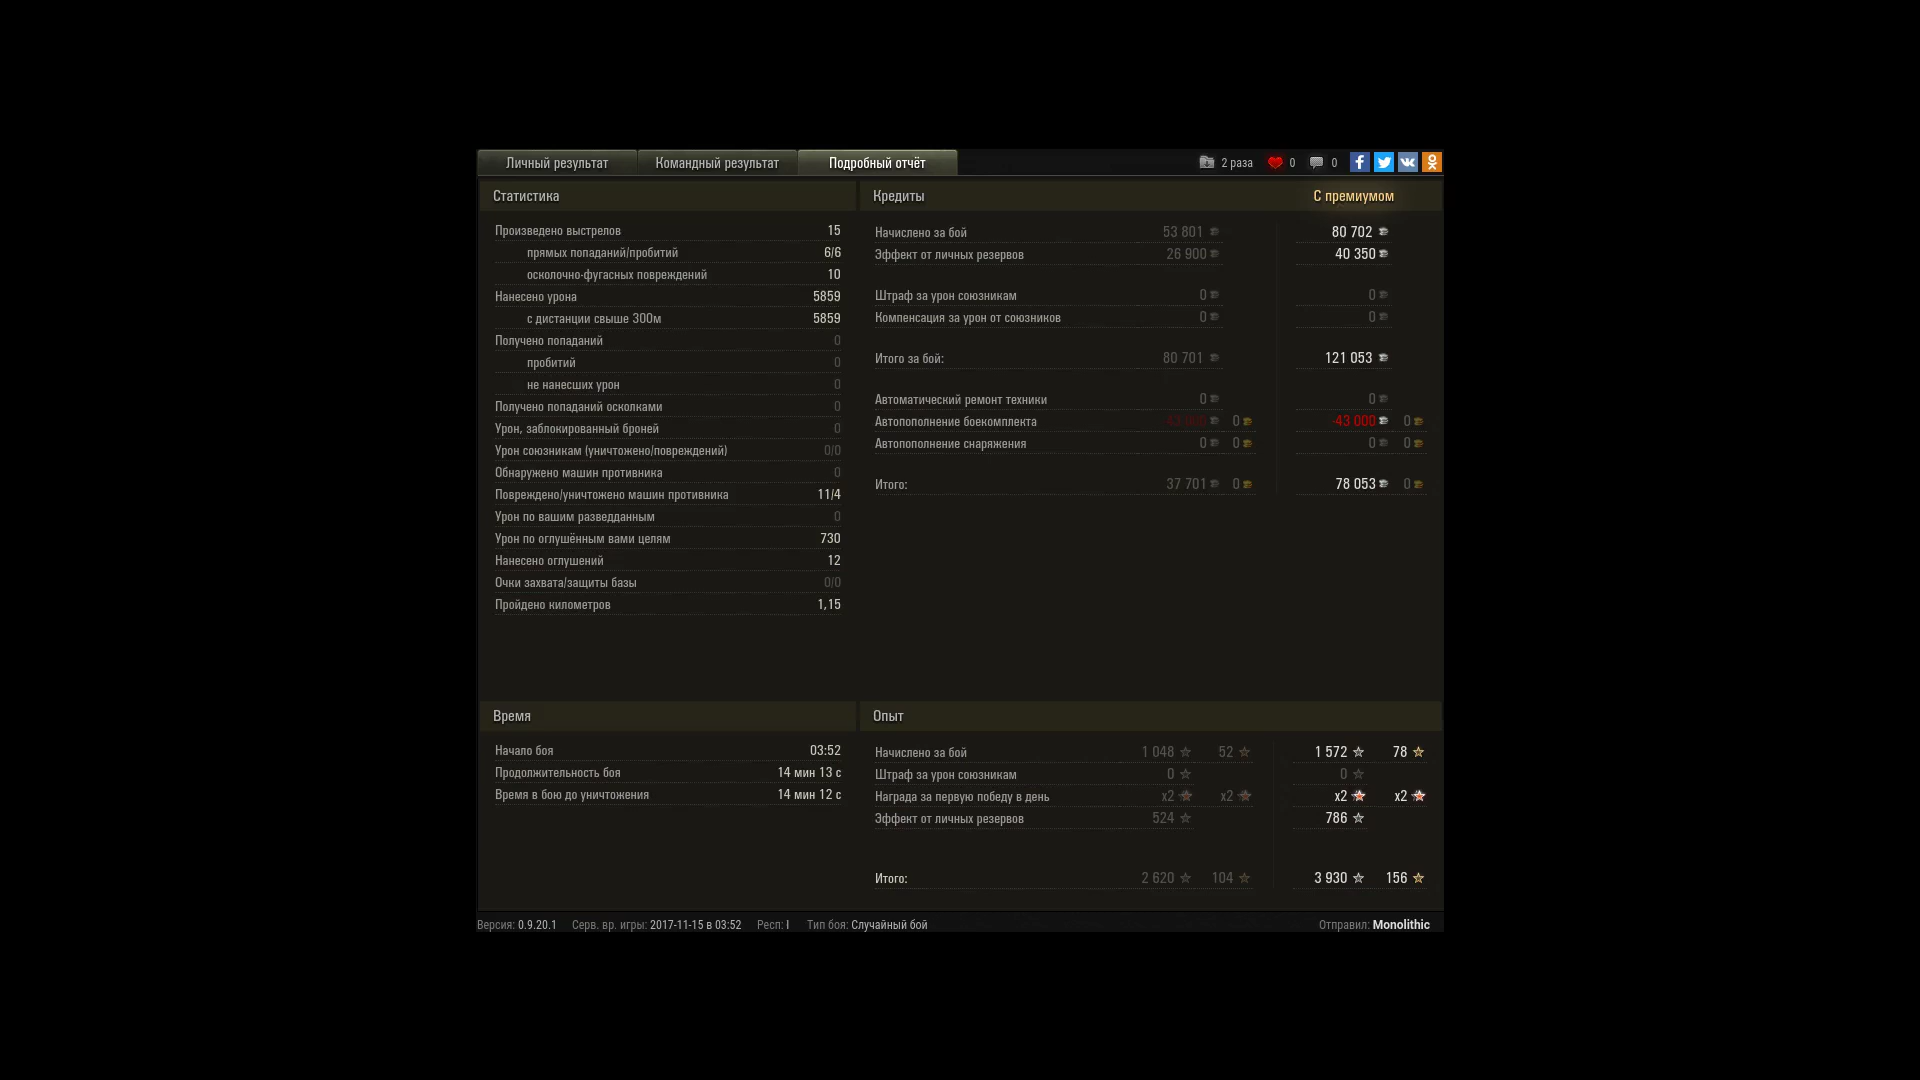 Личный результат Командный результат Подробный отчёт 2 раза 0 0
Статистика
Произведено выстрелов 15
прямых попаданий/пробитий 6/6
осколочно-фугасных повреждений 10
Нанесено урона 5859
с дистанции свыше 300м 5859
Получено попаданий 0
пробитий 0
не нанесших урон 0
Получено попаданий осколками 0
Урон, заблокированный броней 0
Урон союзникам (уничтожено/повреждений) 0/0
Обнаружено машин противника 0
Повреждено/уничтожено машин противника 11/4
Урон по вашим разведданным 0
Урон по оглушённым вами целям 730
Нанесено оглушений 12
Очки захвата/защиты базы 0/0
Пройдено километров 1,15
Кредиты С премиумом
Начислено за бой 53 801 80 702
Эффект от личных резервов 26 900 40 350
Штраф за урон союзникам 0 0
Компенсация за урон от союзников 0 0
Итого за бой: 80 701 121 053
Автоматический ремонт техники 0 0
Автопополнение боекомплекта -43 000 0 -43 000 0
Автопополнение снаряжения 0 0 0 0
Итого: 37 701 0 78 053 0
Время
Начало боя 03:52
Продолжительность боя 14 мин 13 с
Время в бою до уничтожения 14 мин 12 с
Опыт
Начислено за бой 1 048 52 1 572 78
Штраф за урон союзникам 0 0
Награда за первую победу в день x2 x2 x2 x2
Эффект от личных резервов 524 786
Итого: 2 620 104 3 930 156
Версия: 0.9.20.1 Серв. вр. игры: 2017-11-15 в 03:52 Респ: I Тип боя: Случайный бой Отправил: Monolithic